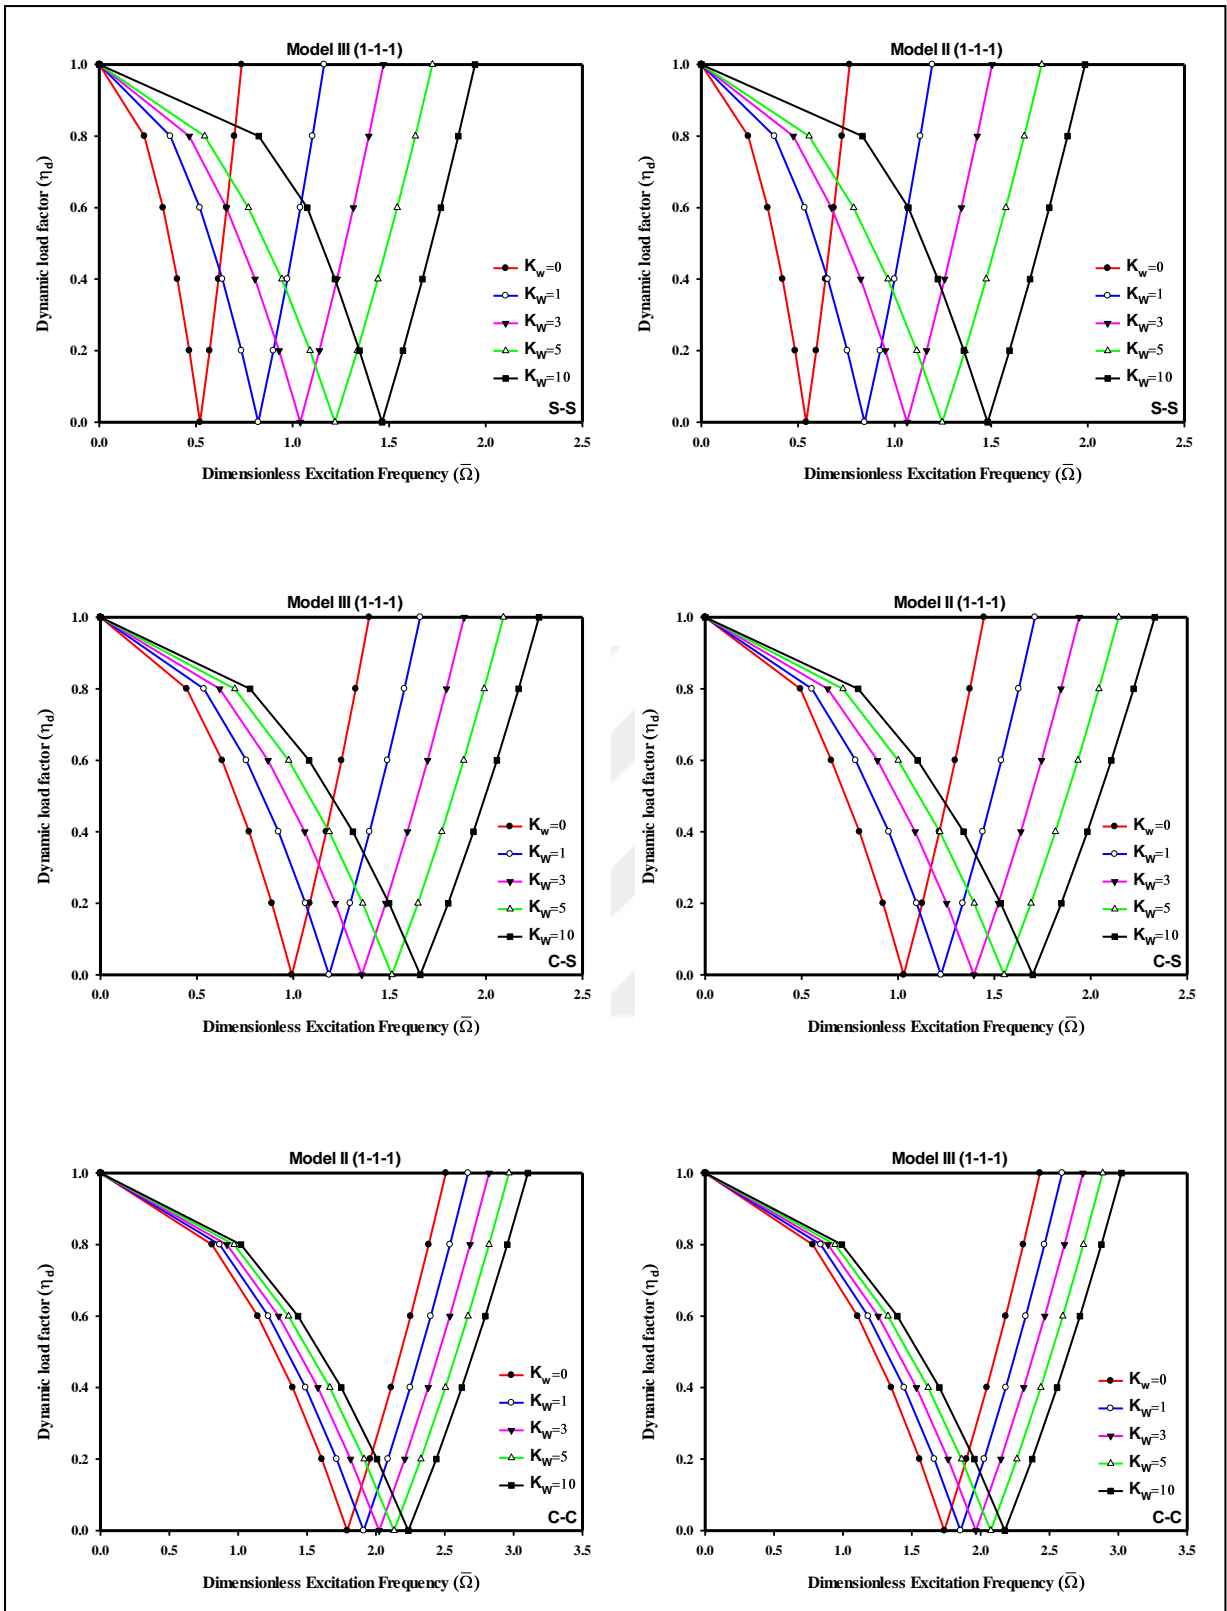 Model III (1-1-1)
1.0
0.8
0.6
0.4
0.2
0.0
Dynamic load factor (η_d)
K_w=0
K_W=1
K_W=3
K_W=5
K_W=10
S-S
0.0 0.5 1.0 1.5 2.0 2.5
Dimensionless Excitation Frequency (Ω̅)
Model II (1-1-1)
1.0
0.8
0.6
0.4
0.2
0.0
Dynamic load factor (η_d)
K_w=0
K_W=1
K_W=3
K_W=5
K_W=10
S-S
0.0 0.5 1.0 1.5 2.0 2.5
Dimensionless Excitation Frequency (Ω̅)
Model III (1-1-1)
1.0
0.8
0.6
0.4
0.2
0.0
Dynamic load factor (η_d)
K_w=0
K_W=1
K_W=3
K_W=5
K_W=10
C-S
0.0 0.5 1.0 1.5 2.0 2.5
Dimensionless Excitation Frequency (Ω̅)
Model II (1-1-1)
1.0
0.8
0.6
0.4
0.2
0.0
Dynamic load factor (η_d)
K_w=0
K_W=1
K_W=3
K_W=5
K_W=10
C-S
0.0 0.5 1.0 1.5 2.0 2.5
Dimensionless Excitation Frequency (Ω̅)
Model II (1-1-1)
1.0
0.8
0.6
0.4
0.2
0.0
Dynamic load factor (η_d)
K_w=0
K_W=1
K_W=3
K_W=5
K_W=10
C-C
0.0 0.5 1.0 1.5 2.0 2.5 3.0 3.5
Dimensionless Excitation Frequency (Ω̅)
Model III (1-1-1)
1.0
0.8
0.6
0.4
0.2
0.0
Dynamic load factor (η_d)
K_w=0
K_W=1
K_W=3
K_W=5
K_W=10
C-C
0.0 0.5 1.0 1.5 2.0 2.5 3.0 3.5
Dimensionless Excitation Frequency (Ω̅)